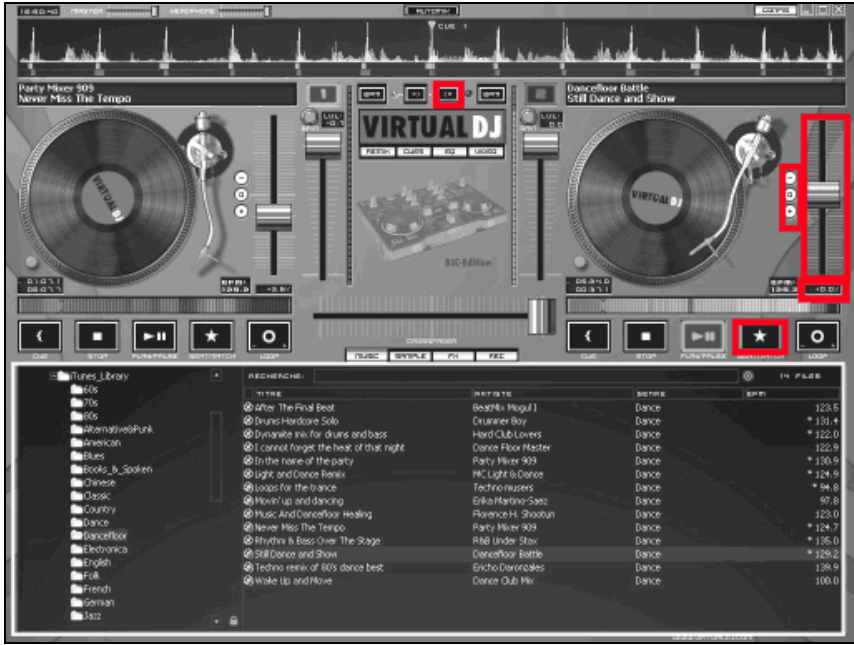 MASTER HEADPHONE AUTOMIX CONFIG
CUE 1
Party Mixer 909
Never Miss The Tempo
1
2
Dancefloor Battle
Still Dance and Show
VIRTUAL DJ
REMIX CUES EQ VIDEO
VIRTUAL DJ
VIRTUAL DJ
DJC-Edition
CROSSFADER
CUE STOP PLAY/PAUSE BEATMATCH LOOP
CUE STOP PLAY/PAUSE BEATMATCH LOOP
MUSIC SAMPLE FX REC
RECHERCHE: 14 FILES
TITRE ARTISTE GENRE BPM
iTunes_Library
60s
70s
80s
Alternative&Punk
American
Blues
Books_&_Spoken
Chinese
Classic
Country
Dance
Dancefloor
Electronica
English
Folk
French
German
Jazz
After The Final Beat BeatMix Mogul I Dance 123.5
Drums Hardcore Solo Drummer Boy Dance * 131.4
Dynamite mix for drums and bass Hard Club Lovers Dance * 122.0
I cannot forget the heat of that night Dance Floor Master Dance 122.9
In the name of the party Party Mixer 909 Dance * 130.9
Light and Dance Remix MC Light & Dance Dance * 124.9
Loops for the trance Techno musers Dance * 94.8
Movin' up and dancing Erika Martino-Saez Dance 97.8
Music And Dancefloor Healing Florence H. Shootun Dance 123.0
Never Miss The Tempo Party Mixer 909 Dance * 124.7
Rhythm & Bass Over The Stage R&B Under Stax Dance * 135.0
Still Dance and Show Dancefloor Battle Dance * 129.2
Techno remix of 80's dance best Ericho Daronzales Dance 139.9
Wake Up and Move Dance Club Mix Dance 100.0